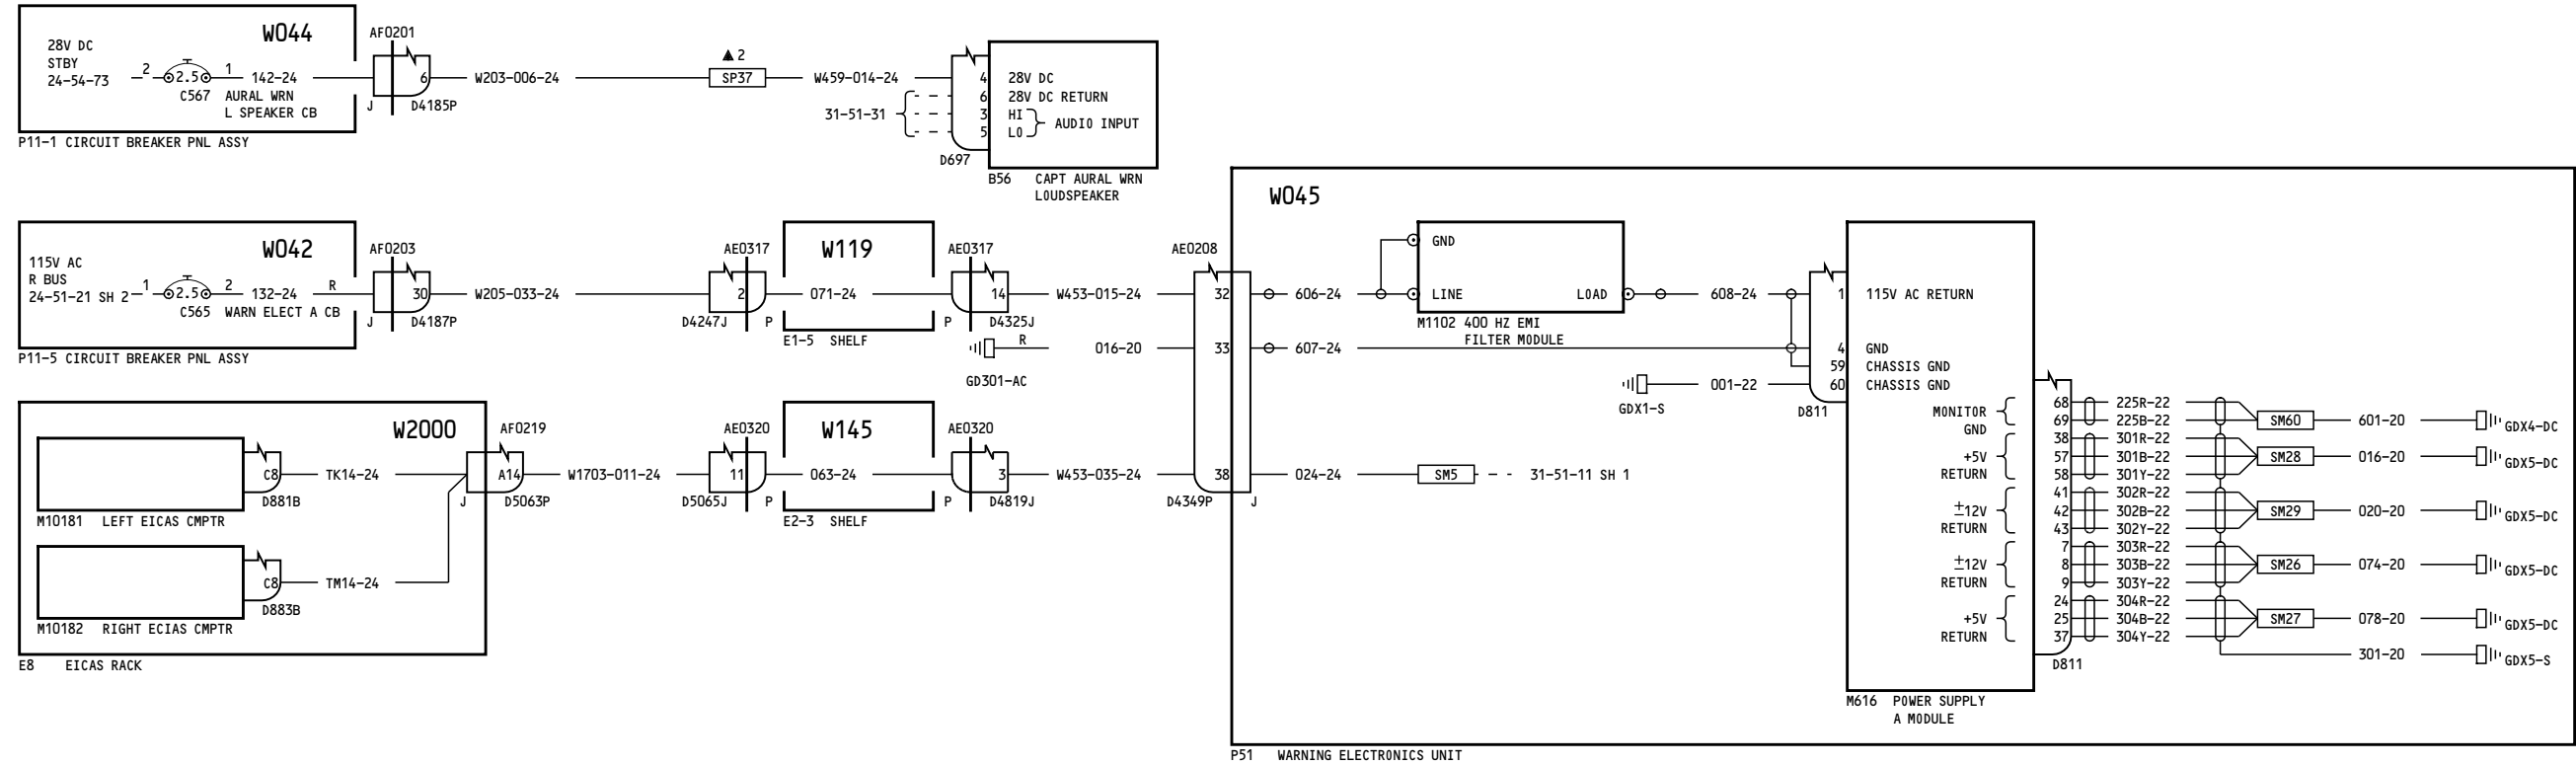 W044
28V DC
STBY
24-54-73
2
2.5
1
142-24
C567
AURAL WRN
L SPEAKER CB
P11-1 CIRCUIT BREAKER PNL ASSY
AF0201
6
J
D4185P
W203-006-24
▲ 2
SP37
W459-014-24
31-51-31
4
6
3
5
D697
28V DC
28V DC RETURN
HI
LO
AUDIO INPUT
B56 CAPT AURAL WRN
LOUDSPEAKER
W042
115V AC
R BUS
24-51-21 SH 2
1
2.5
2
132-24
R
C565
WARN ELECT A CB
P11-5 CIRCUIT BREAKER PNL ASSY
AF0203
30
J
D4187P
W205-033-24
AE0317
2
D4247J
P
W119
071-24
E1-5 SHELF
AE0317
14
P
D4325J
W453-015-24
R
016-20
GD301-AC
AE0208
32
33
38
D4349P
J
W2000
C8
TK14-24
D881B
M10181 LEFT EICAS CMPTR
C8
TM14-24
D883B
M10182 RIGHT ECIAS CMPTR
E8 EICAS RACK
AF0219
A14
J
D5063P
W1703-011-24
AE0320
11
D5065J
P
W145
063-24
E2-3 SHELF
AE0320
3
P
D4819J
W453-035-24
W045
606-24
607-24
024-24
SM5
31-51-11 SH 1
GND
LINE
LOAD
M1102 400 HZ EMI
FILTER MODULE
608-24
001-22
GDX1-S
1
4
59
60
D811
115V AC RETURN
GND
CHASSIS GND
CHASSIS GND
MONITOR
GND
+5V
RETURN
±12V
RETURN
±12V
RETURN
+5V
RETURN
M616 POWER SUPPLY
A MODULE
68 225R-22
69 225B-22
38 301R-22
57 301B-22
58 301Y-22
41 302R-22
42 302B-22
43 302Y-22
7 303R-22
8 303B-22
9 303Y-22
24 304R-22
25 304B-22
37 304Y-22
D811
SM60 601-20 GDX4-DC
SM28 016-20 GDX5-DC
SM29 020-20 GDX5-DC
SM26 074-20 GDX5-DC
SM27 078-20 GDX5-DC
301-20 GDX5-S
P51 WARNING ELECTRONICS UNIT